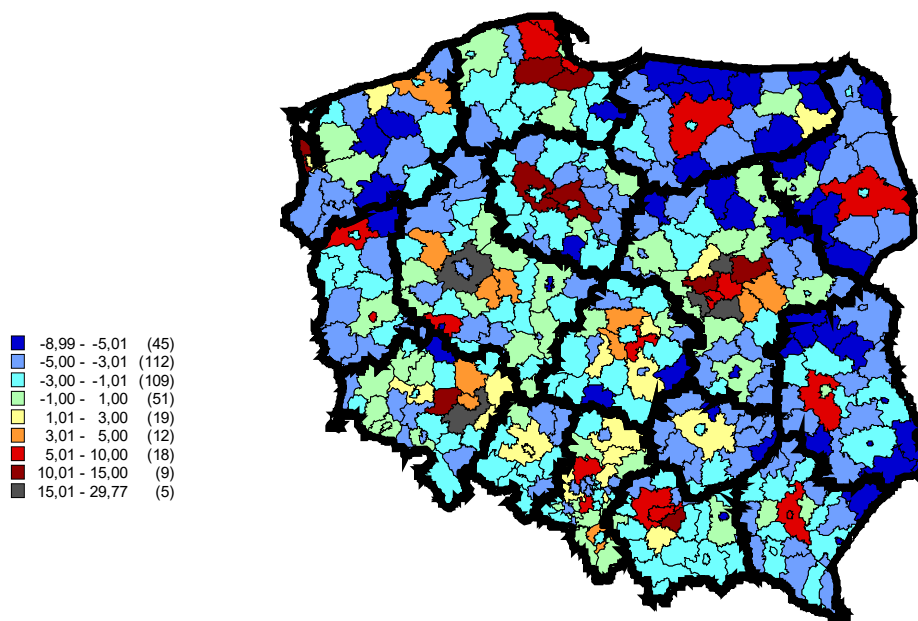 -8,99 - -5,01 (45)
-5,00 - -3,01 (112)
-3,00 - -1,01 (109)
-1,00 - 1,00 (51)
1,01 - 3,00 (19)
3,01 - 5,00 (12)
5,01 - 10,00 (18)
10,01 - 15,00 (9)
15,01 - 29,77 (5)